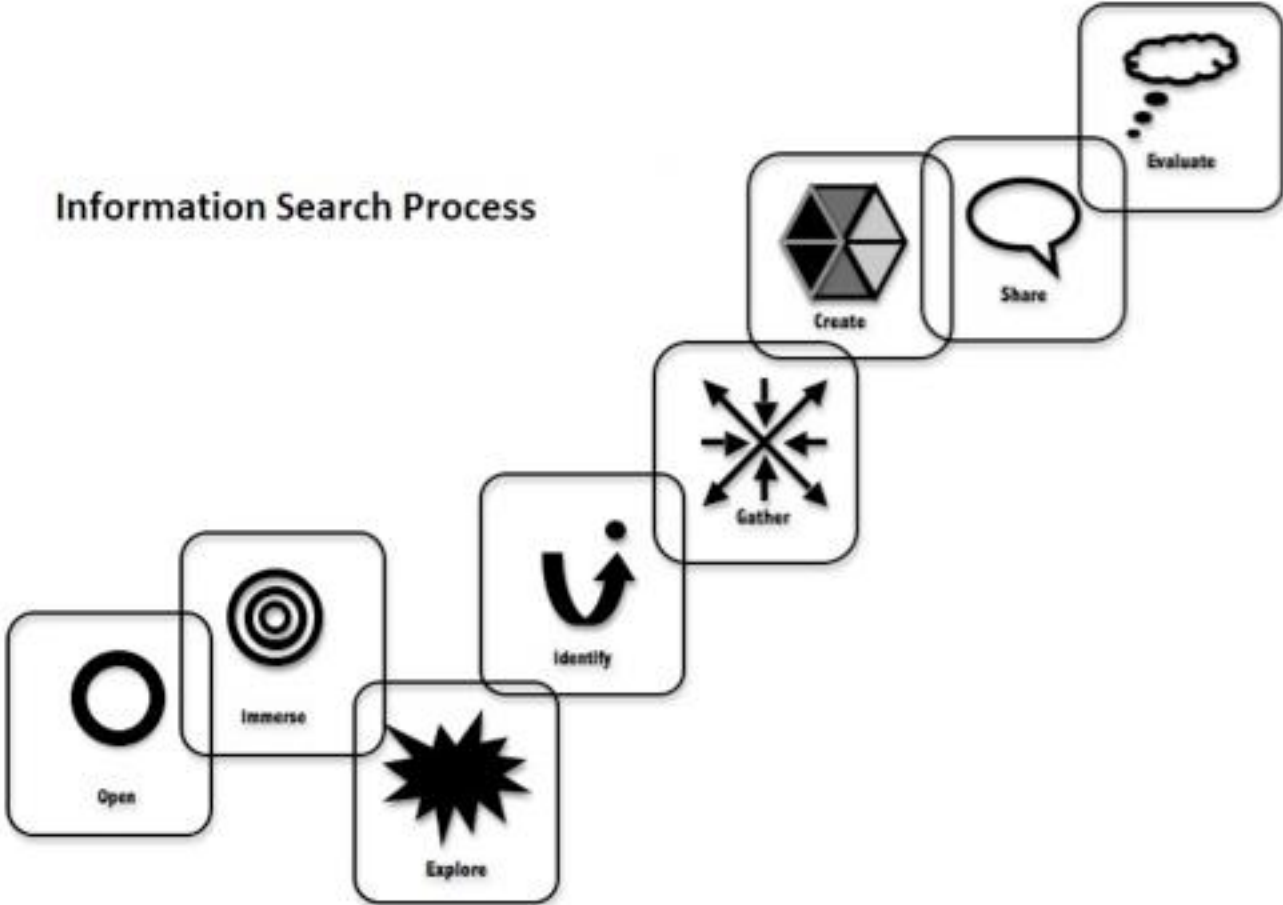 Information Search Process
Open
Immerse
Explore
Identify
Gather
Create
Share
Evaluate